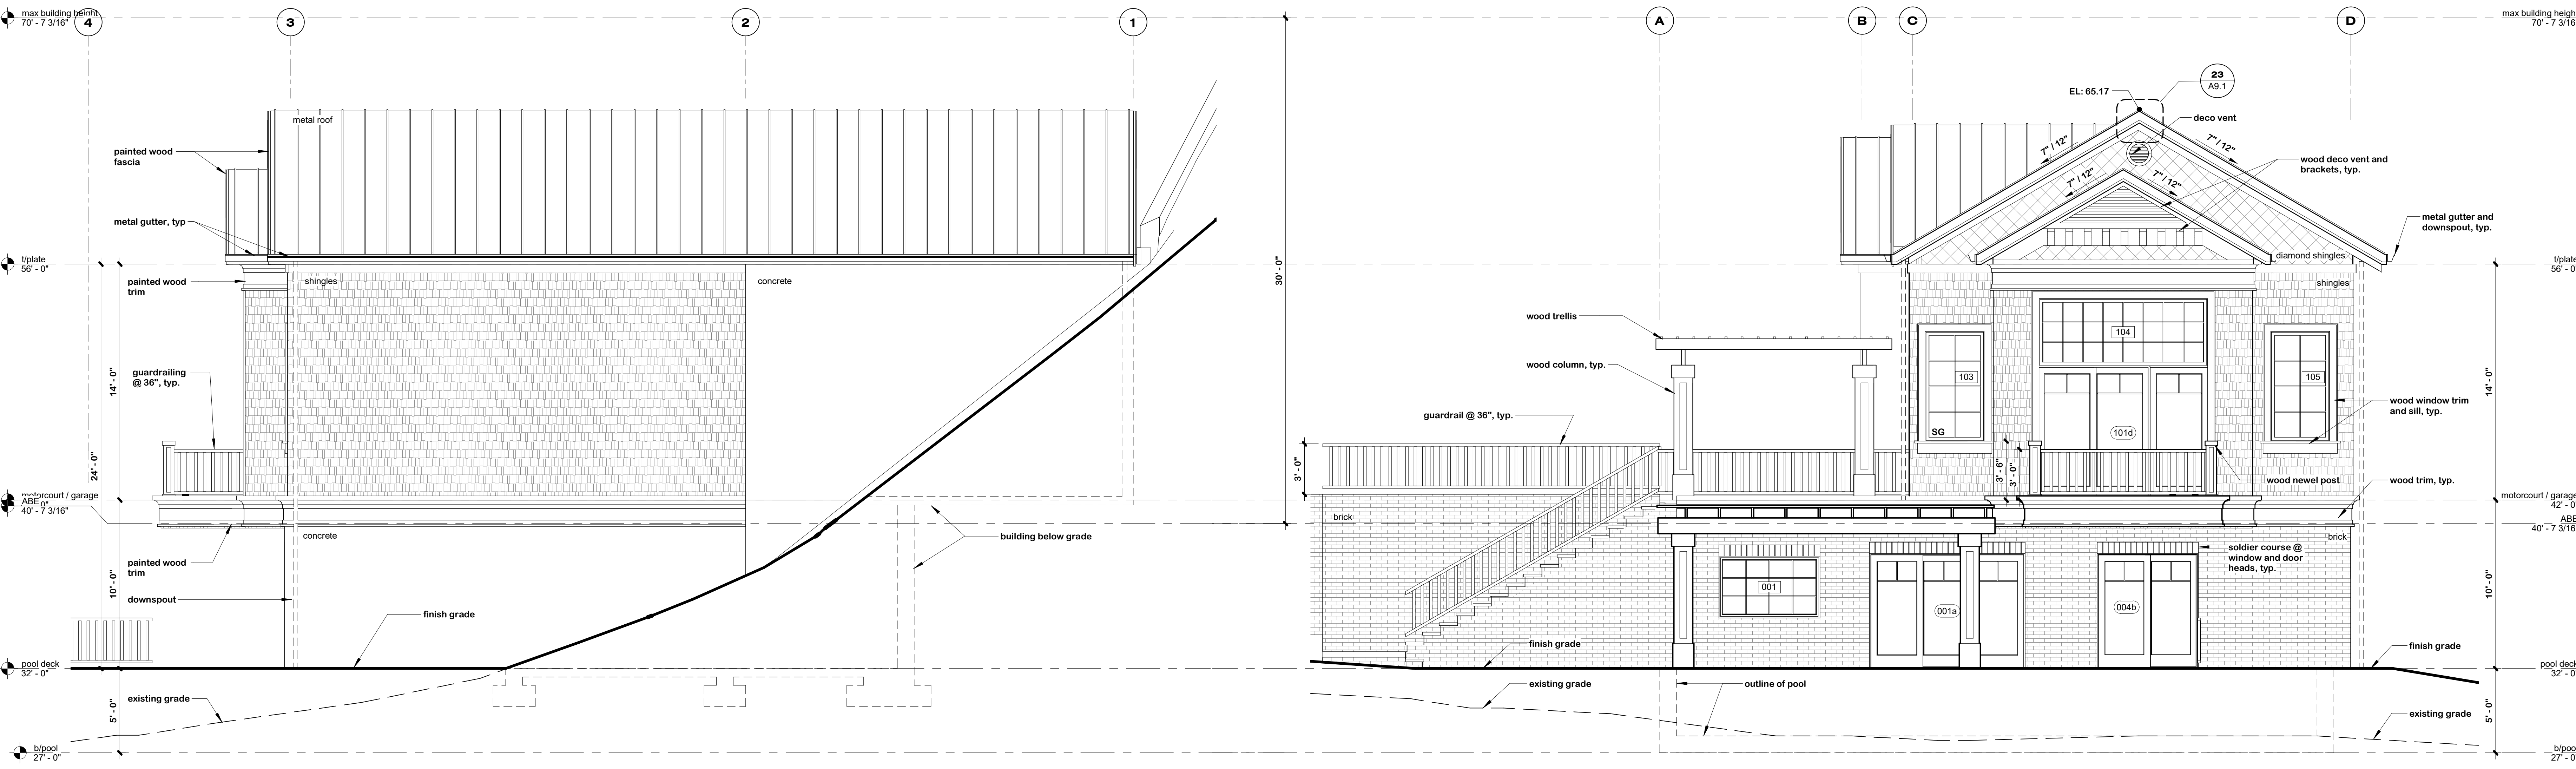 max building height
70' - 7 3/16"
4
3
2
1
metal roof
painted wood
fascia
metal gutter, typ
t/plate
56' - 0"
painted wood
trim
shingles
concrete
guardrailing
@ 36", typ.
14' - 0"
24' - 0"
motorcourt / garage
ABE
40' - 7 3/16"
concrete
building below grade
painted wood
trim
10' - 0"
downspout
finish grade
pool deck
32' - 0"
existing grade
5' - 0"
b/pool
27' - 0"
30' - 0"
A
B
C
D
max building heigh
70' - 7 3/16
23
A9.1
EL: 65.17
deco vent
7" / 12"
7" / 12"
7" / 12"
7" / 12"
wood deco vent and
brackets, typ.
metal gutter and
downspout, typ.
diamond shingles
t/plate
56' - 0"
shingles
wood trellis
104
wood column, typ.
103
105
14' - 0"
wood window trim
and sill, typ.
guardrail @ 36", typ.
SG
101d
3' - 0"
3' - 6"
3' - 0"
wood newel post
wood trim, typ.
motorcourt / garage
42' - 0"
ABE
40' - 7 3/16
brick
brick
soldier course @
window and door
heads, typ.
001
001a
004b
10' - 0"
finish grade
finish grade
pool deck
32' - 0"
existing grade
outline of pool
5' - 0"
existing grade
b/pool
27' - 0"